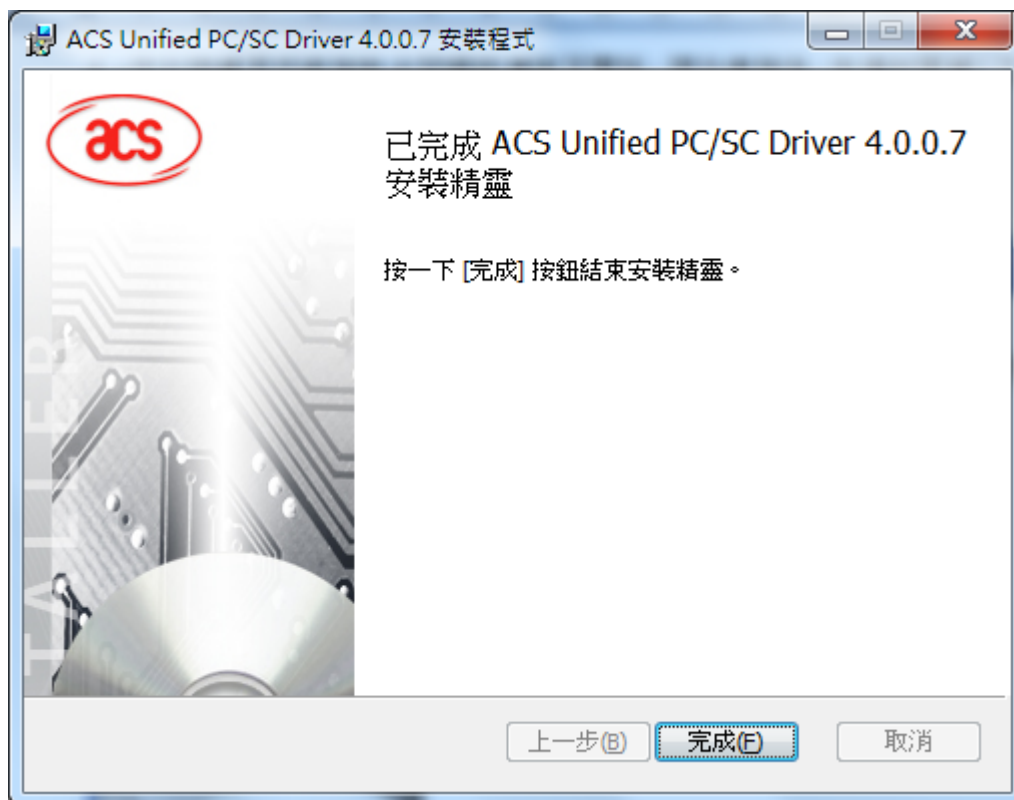 ACS Unified PC/SC Driver 4.0.0.7 安裝程式
acs
已完成 ACS Unified PC/SC Driver 4.0.0.7
安裝精靈
按一下 [完成] 按鈕結束安裝精靈。
TALLER
上一步(B) 完成(F) 取消